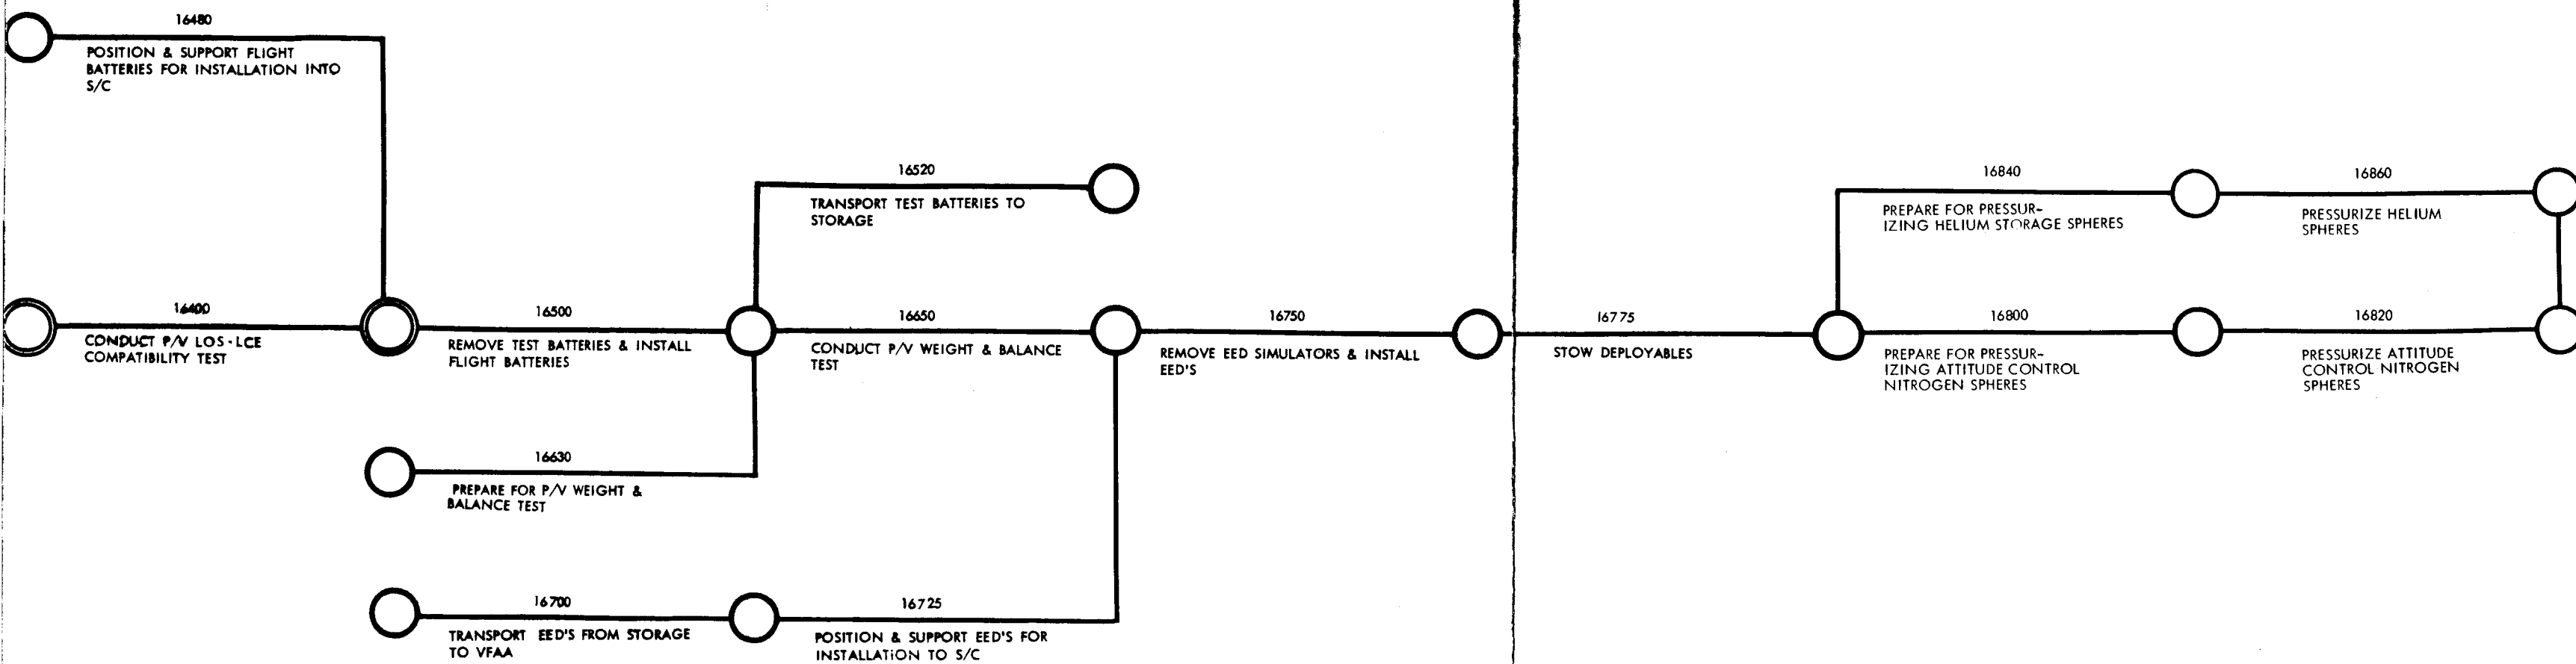 16480
POSITION & SUPPORT FLIGHT
BATTERIES FOR INSTALLATION INTO
S/C
16520
TRANSPORT TEST BATTERIES TO
STORAGE
16840
PREPARE FOR PRESSUR-
IZING HELIUM STORAGE SPHERES
16860
PRESSURIZE HELIUM
SPHERES
16400
CONDUCT P/V LOS-LCE
COMPATIBILITY TEST
16500
REMOVE TEST BATTERIES & INSTALL
FLIGHT BATTERIES
16650
CONDUCT P/V WEIGHT & BALANCE
TEST
16750
REMOVE EED SIMULATORS & INSTALL
EED'S
16775
STOW DEPLOYABLES
16800
PREPARE FOR PRESSUR-
IZING ATTITUDE CONTROL
NITROGEN SPHERES
16820
PRESSURIZE ATTITUDE
CONTROL NITROGEN
SPHERES
16630
PREPARE FOR P/V WEIGHT &
BALANCE TEST
16700
TRANSPORT EED'S FROM STORAGE
TO VFAA
16725
POSITION & SUPPORT EED'S FOR
INSTALLATION TO S/C